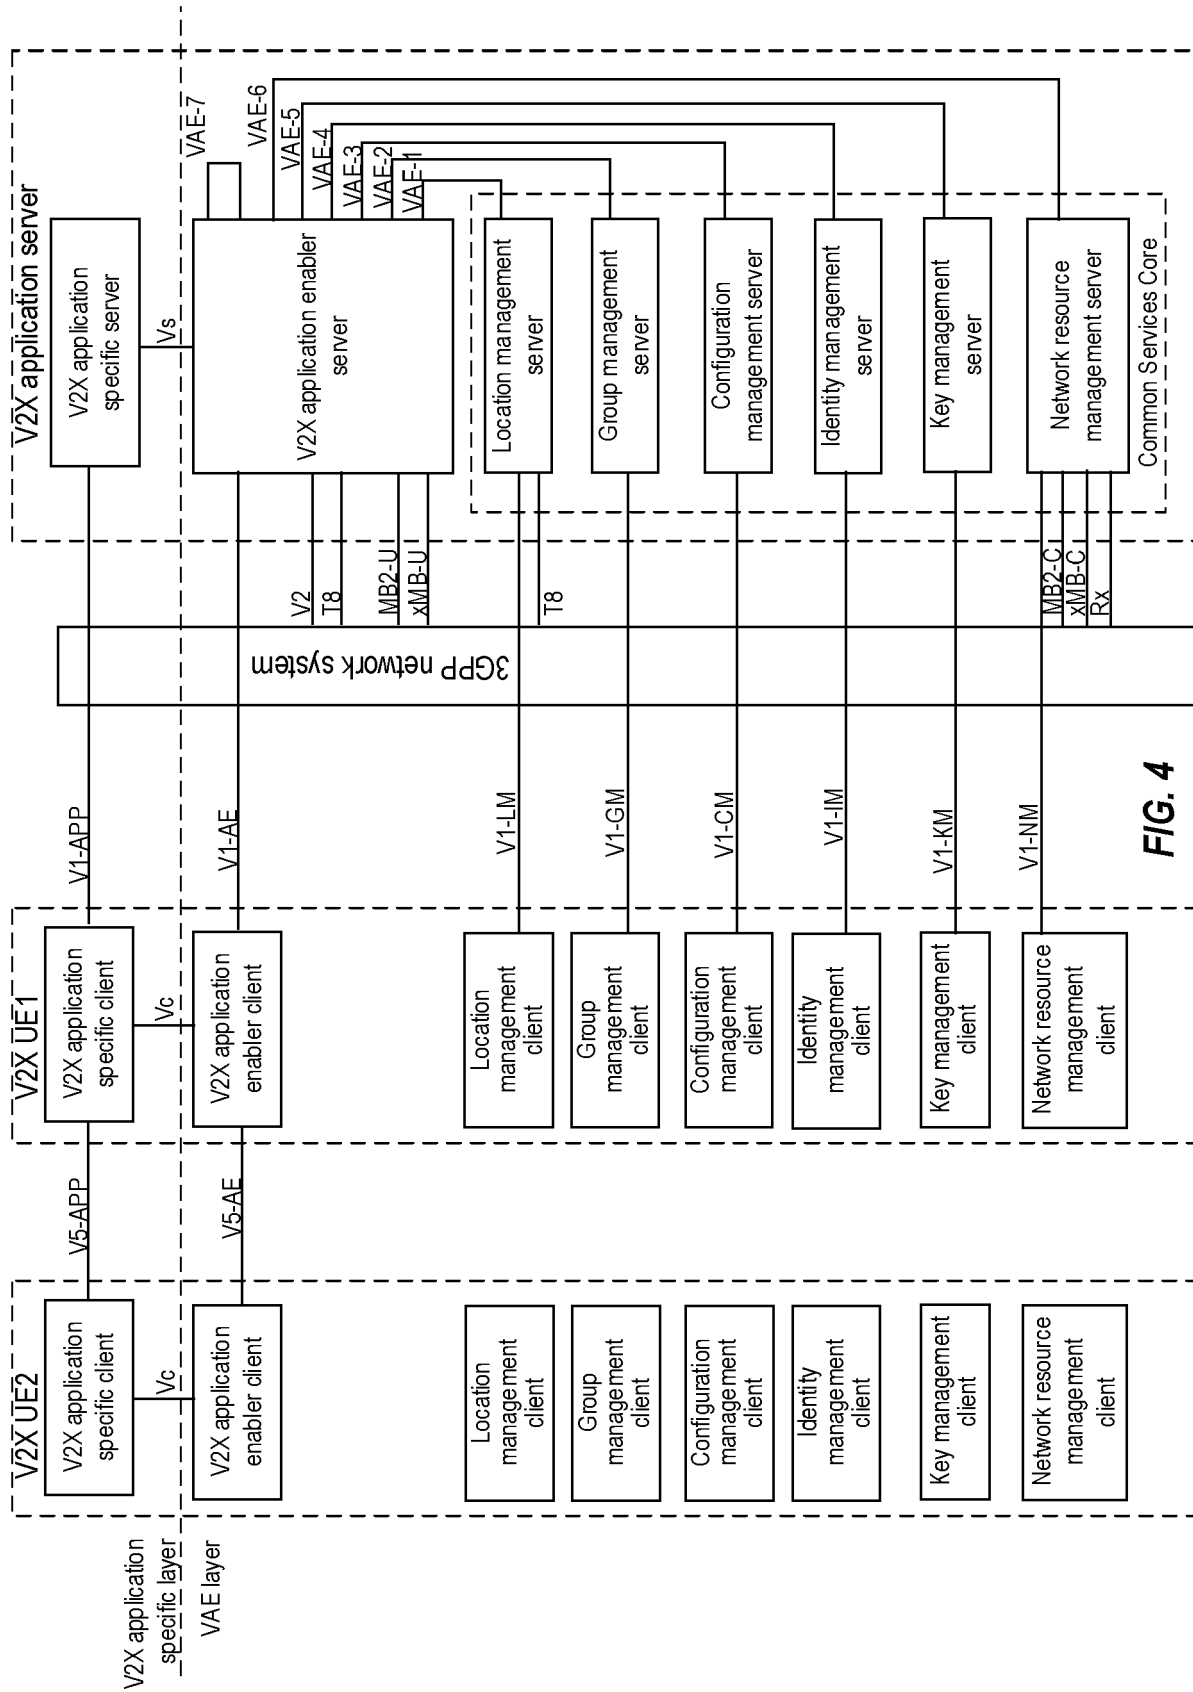 V2X UE2
V2X UE1
V2X application server
V2X application
specific client
V5-APP
V2X application
specific client
V1-APP
V2X application
specific server
V2X application
specific layer
Vc
Vc
Vs
VAE layer
VAE-7
V2X application
enabler client
V5-AE
V2X application
enabler client
V1-AE
3GPP network system
V2
T8
MB2-U
xMB-U
V2X application enabler
server
VAE-6
VAE-5
VAE-4
VAE-3
VAE-2
VAE-1
Location
management
client
Location
management
client
V1-LM
T8
Location management
server
Group
management
client
Group
management
client
V1-GM
Group management
server
Configuration
management
client
Configuration
management
client
V1-CM
Configuration
management server
Identity
management
client
Identity
management
client
V1-IM
Identity management
server
Key management
client
Key management
client
V1-KM
Key management
server
Network resource
management
client
Network resource
management
client
V1-NM
MB2-C
xMB-C
Rx
Network resource
management server
Common Services Core
FIG. 4